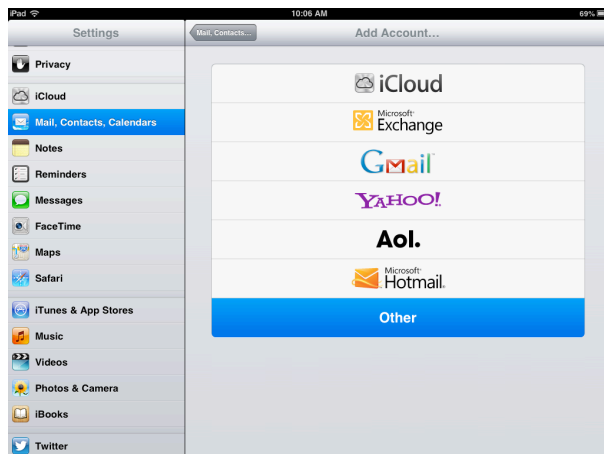 iPad 10:06 AM 69%
Settings
Mail, Contacts...
Add Account...
Privacy
iCloud
Mail, Contacts, Calendars
Notes
Reminders
Messages
FaceTime
Maps
Safari
iTunes & App Stores
Music
Videos
Photos & Camera
iBooks
Twitter
iCloud
Microsoft
Exchange
Gmail
YAHOO!
Aol.
Microsoft
Hotmail
Other